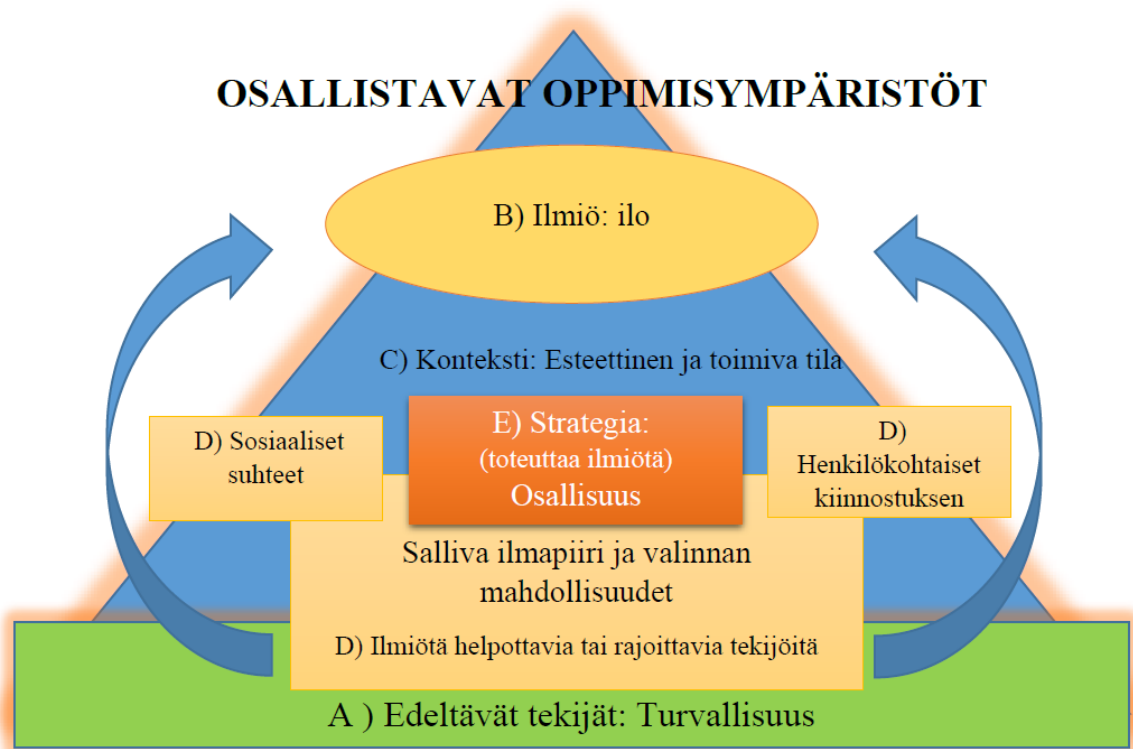 OSALLISTAVAT OPPIMISYMPÄRISTÖT
B) Ilmiö: ilo
C) Konteksti: Esteettinen ja toimiva tila
D) Sosiaaliset
suhteet
E) Strategia:
(toteuttaa ilmiötä)
Osallisuus
D)
Henkilökohtaiset
kiinnostuksen
Salliva ilmapiiri ja valinnan
mahdollisuudet
D) Ilmiötä helpottavia tai rajoittavia tekijöitä
A ) Edeltävät tekijät: Turvallisuus